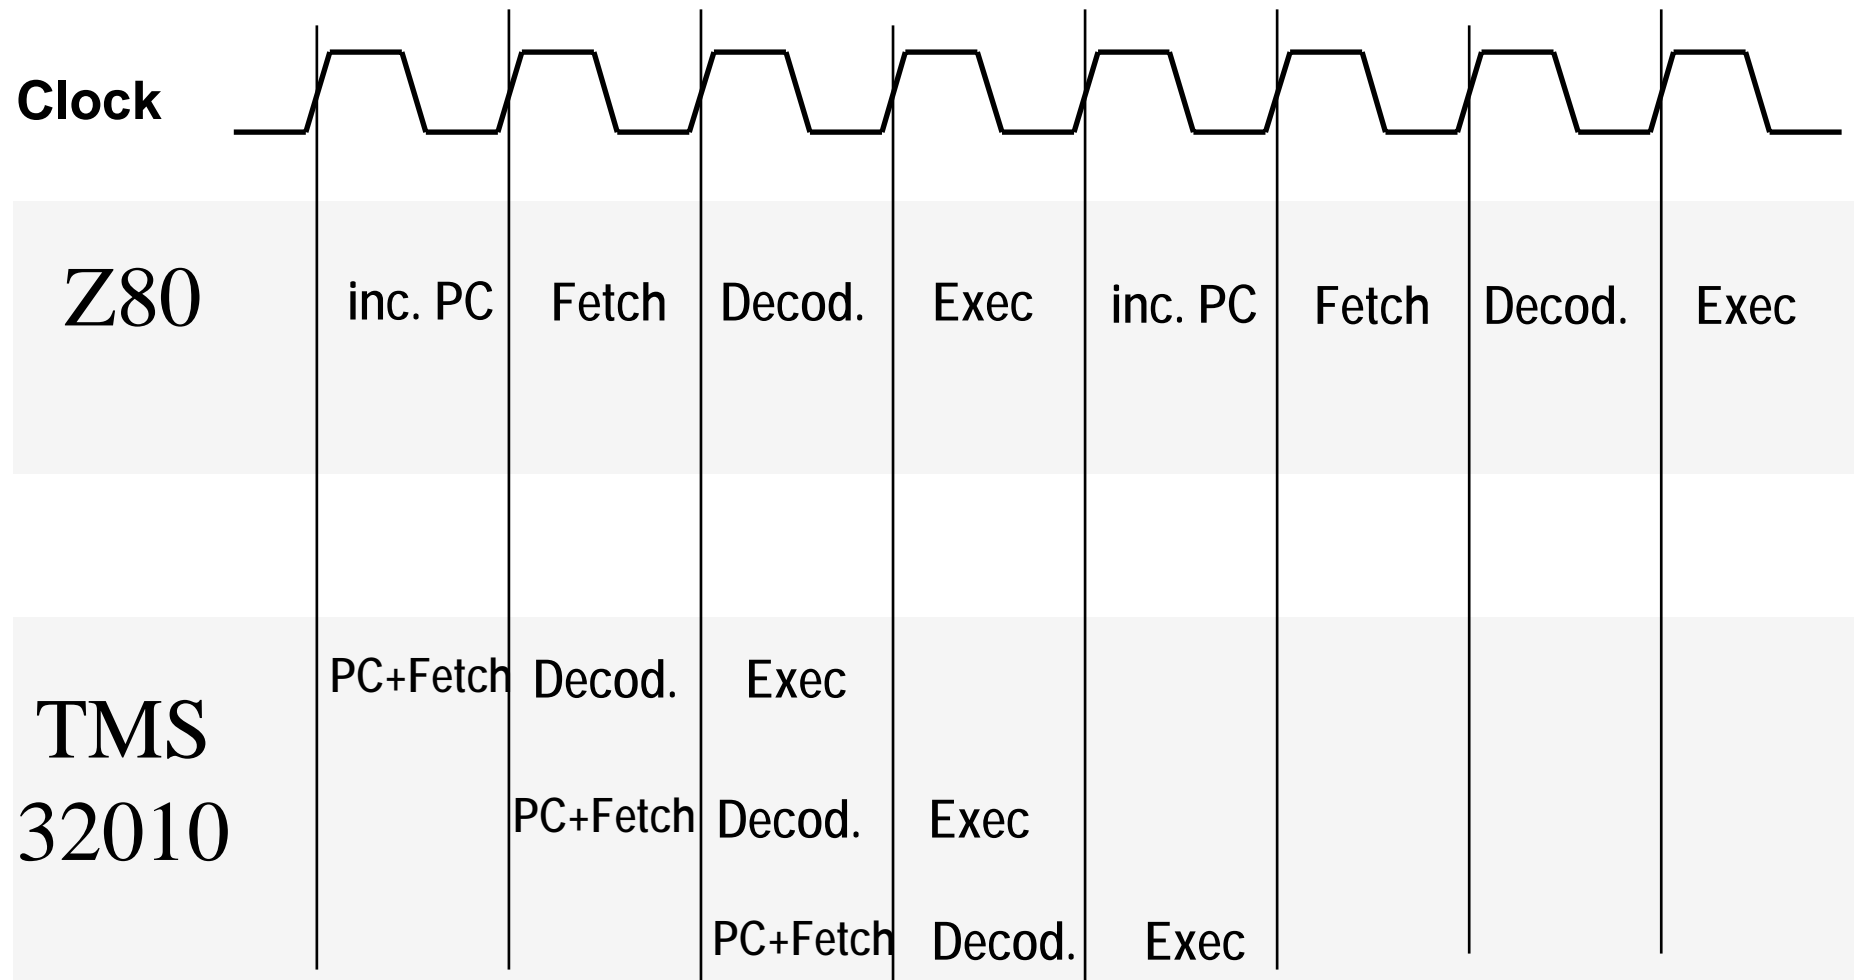 Clock
Z80 inc. PC Fetch Decod. Exec inc. PC Fetch Decod. Exec
TMS
32010
PC+Fetch Decod. Exec
PC+Fetch Decod. Exec
PC+Fetch Decod. Exec